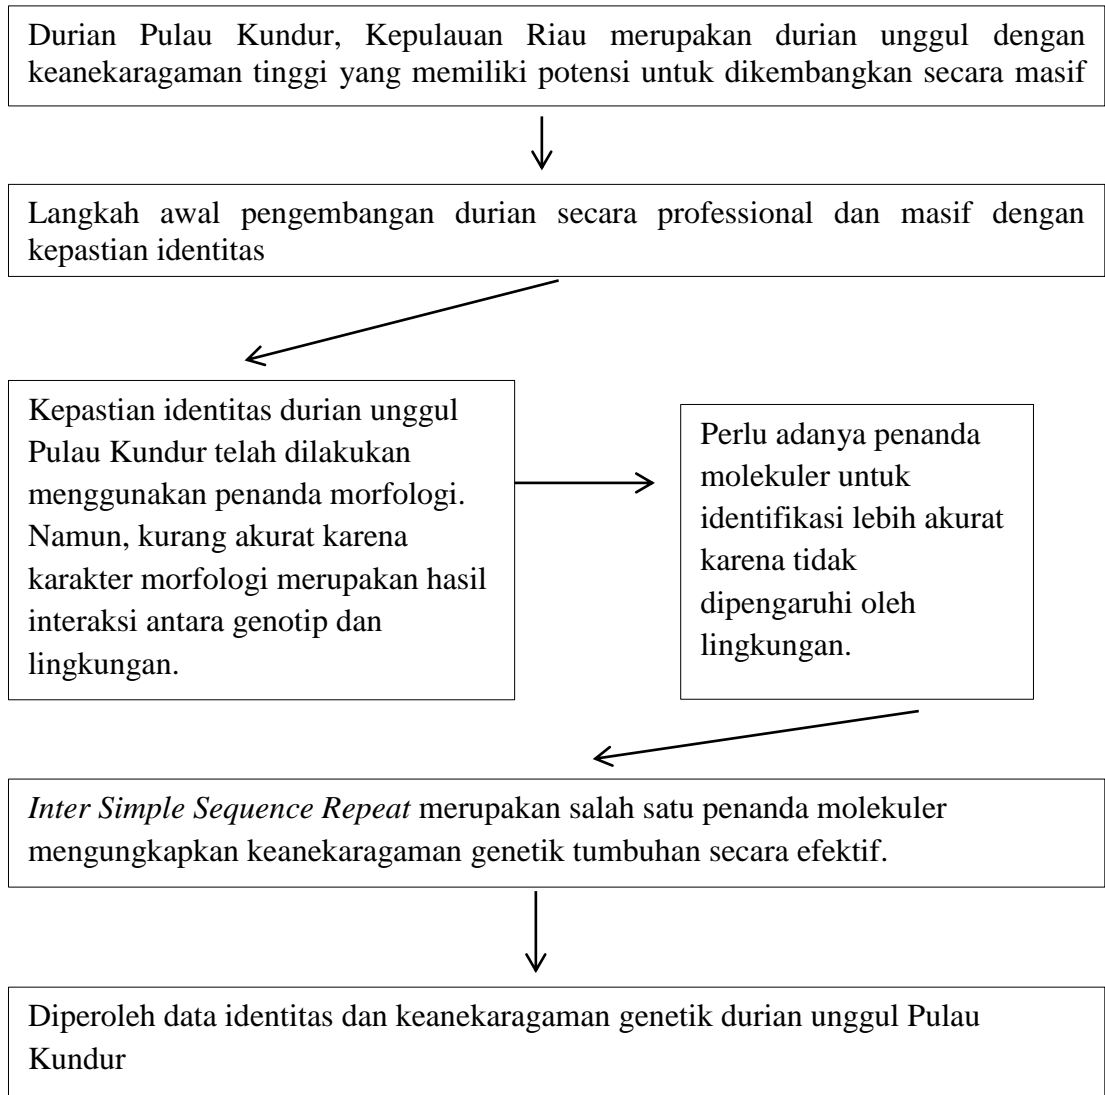 Durian Pulau Kundur, Kepulauan Riau merupakan durian unggul dengan
keanekaragaman tinggi yang memiliki potensi untuk dikembangkan secara masif
Langkah awal pengembangan durian secara professional dan masif dengan
kepastian identitas
Kepastian identitas durian unggul
Pulau Kundur telah dilakukan
menggunakan penanda morfologi.
Namun, kurang akurat karena
karakter morfologi merupakan hasil
interaksi antara genotip dan
lingkungan.
Perlu adanya penanda
molekuler untuk
identifikasi lebih akurat
karena tidak
dipengaruhi oleh
lingkungan.
Inter Simple Sequence Repeat merupakan salah satu penanda molekuler
mengungkapkan keanekaragaman genetik tumbuhan secara efektif.
Diperoleh data identitas dan keanekaragaman genetik durian unggul Pulau
Kundur